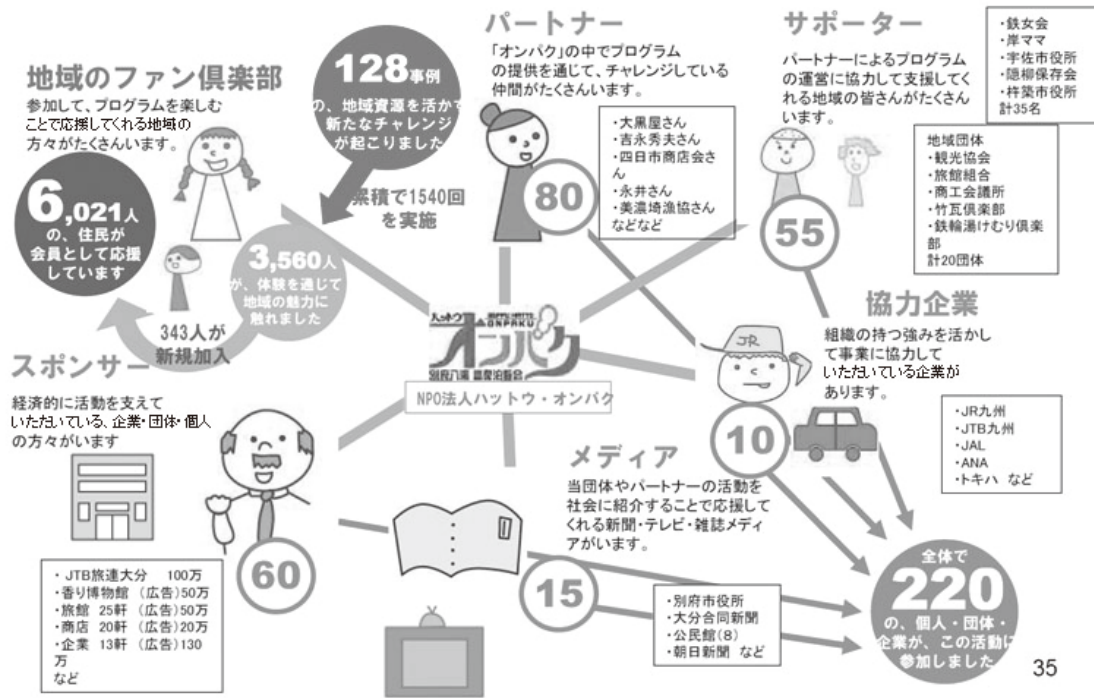 地域のファン倶楽部
参加して、プログラムを楽しむ
ことで応援してくれる地域の
方々がたくさんいます。
6,021人
の、住民が
会員として応援
しています
128事例
の、地域資源を活かす
新たなチャレンジ
が起こりました
累積で1540回
を実施
3,560人
が、体験を通じて
地域の魅力に
触れました
343人が
新規加入
パートナー
「オンパク」の中でプログラム
の提供を通じて、チャレンジしている
仲間がたくさんいます。
80
・大黒屋さん
・吉永秀夫さん
・四日市商店会さ
ん
・永井さん
・美濃埼漁協さん
などなど
サポーター
パートナーによるプログラム
の運営に協力して支援してく
れる地域の皆さんがたくさん
います。
55
・鉄女会
・岸ママ
・宇佐市役所
・隠柳保存会
・杵築市役所
計35名
地域団体
・観光協会
・旅館組合
・商工会議所
・竹瓦倶楽部
・鉄輪湯けむり倶楽
部
計20団体
協力企業
組織の持つ強みを活かし
て事業に協力して
いただいている企業が
あります。
JR
10
・JR九州
・JTB九州
・JAL
・ANA
・トキハ など
ONPAKU
オンパク
別府八湯 温泉泊覧会
NPO法人ハットウ・オンパク
スポンサー
経済的に活動を支えて
いただいている、企業・団体・個人
の方々がいます
60
・ JTB旅連大分 100万
・香り博物館 (広告)50万
・旅館 25軒 (広告)50万
・商店 20軒 (広告)20万
・企業 13軒 (広告)130
万
など
メディア
当団体やパートナーの活動を
社会に紹介することで応援して
くれる新聞・テレビ・雑誌メディ
アがいます。
15
・別府市役所
・大分合同新聞
・公民館(8)
・朝日新聞 など
全体で
220
の、個人・団体・
企業が、この活動に
参加しました
35